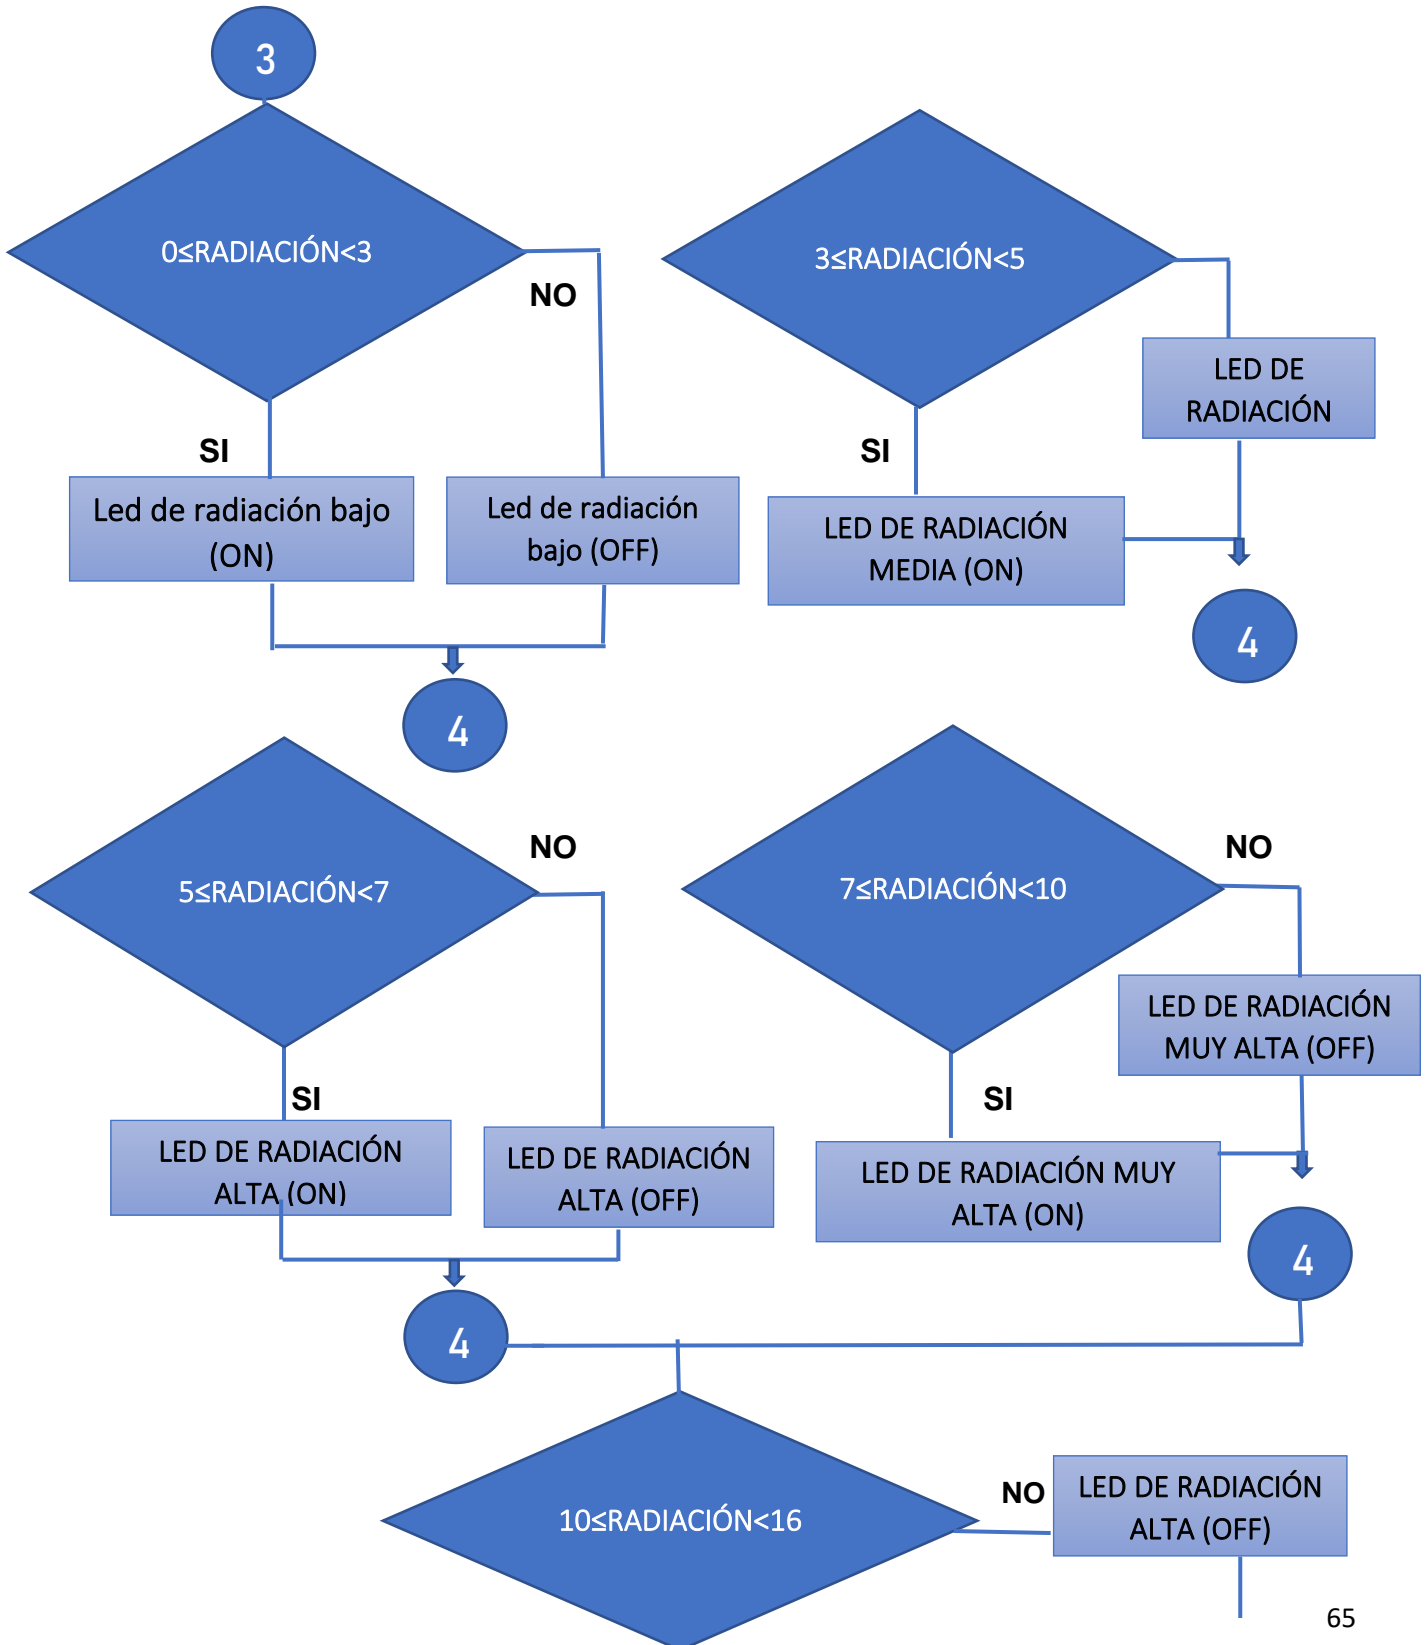 3
0≤RADIACIÓN<3
NO
SI
Led de radiación bajo
(ON)
Led de radiación
bajo (OFF)
4
3≤RADIACIÓN<5
LED DE
RADIACIÓN
SI
LED DE RADIACIÓN
MEDIA (ON)
4
5≤RADIACIÓN<7
NO
SI
LED DE RADIACIÓN
ALTA (ON)
LED DE RADIACIÓN
ALTA (OFF)
4
7≤RADIACIÓN<10
NO
LED DE RADIACIÓN
MUY ALTA (OFF)
SI
LED DE RADIACIÓN MUY
ALTA (ON)
4
10≤RADIACIÓN<16
NO
LED DE RADIACIÓN
ALTA (OFF)
65